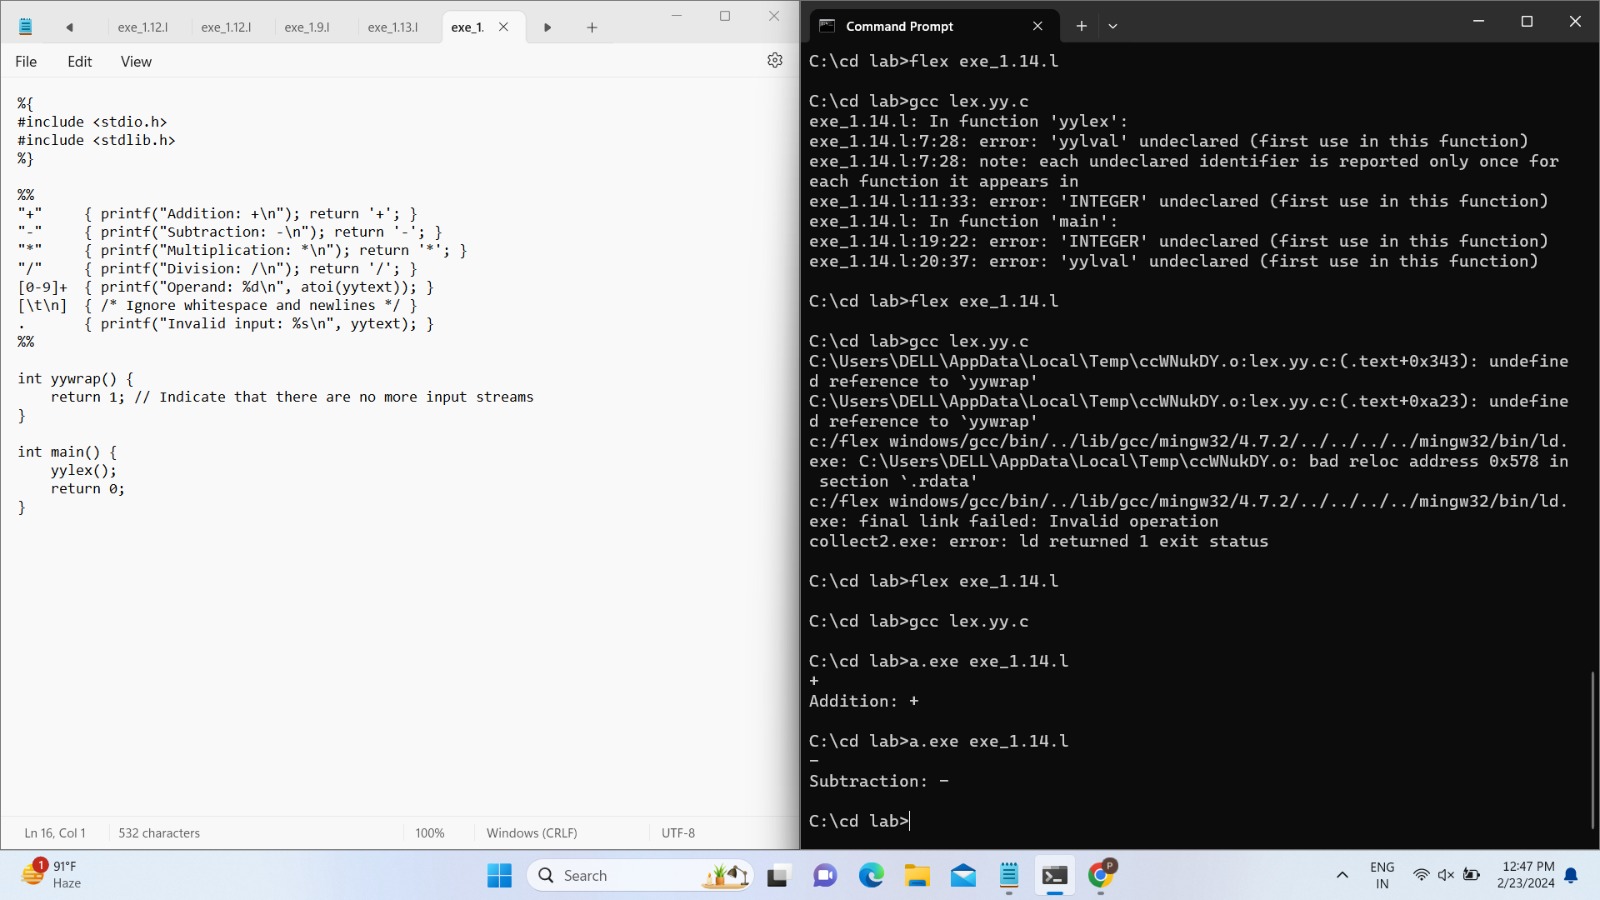 exe_1.12.l
exe_1.12.l
exe_1.9.l
exe_1.13.l
exe_1.
File
Edit
View
%{
#include <stdio.h>
#include <stdlib.h>
%}
%%
"+"     { printf("Addition: +\n"); return '+'; }
"-"     { printf("Subtraction: -\n"); return '-'; }
"*"     { printf("Multiplication: *\n"); return '*'; }
"/"     { printf("Division: /\n"); return '/'; }
[0-9]+  { printf("Operand: %d\n", atoi(yytext)); }
[\t\n]  { /* Ignore whitespace and newlines */ }
.       { printf("Invalid input: %s\n", yytext); }
%%
int yywrap() {
    return 1; // Indicate that there are no more input streams
}
int main() {
    yylex();
    return 0;
}
Ln 16, Col 1
532 characters
100%
Windows (CRLF)
UTF-8
Command Prompt
C:\cd lab>flex exe_1.14.l
C:\cd lab>gcc lex.yy.c
exe_1.14.l: In function 'yylex':
exe_1.14.l:7:28: error: 'yylval' undeclared (first use in this function)
exe_1.14.l:7:28: note: each undeclared identifier is reported only once for
each function it appears in
exe_1.14.l:11:33: error: 'INTEGER' undeclared (first use in this function)
exe_1.14.l: In function 'main':
exe_1.14.l:19:22: error: 'INTEGER' undeclared (first use in this function)
exe_1.14.l:20:37: error: 'yylval' undeclared (first use in this function)
C:\cd lab>flex exe_1.14.l
C:\cd lab>gcc lex.yy.c
C:\Users\DELL\AppData\Local\Temp\ccWNukDY.o:lex.yy.c:(.text+0x343): undefine
d reference to `yywrap'
C:\Users\DELL\AppData\Local\Temp\ccWNukDY.o:lex.yy.c:(.text+0xa23): undefine
d reference to `yywrap'
c:/flex windows/gcc/bin/../lib/gcc/mingw32/4.7.2/../../../../mingw32/bin/ld.
exe: C:\Users\DELL\AppData\Local\Temp\ccWNukDY.o: bad reloc address 0x578 in
 section `.rdata'
c:/flex windows/gcc/bin/../lib/gcc/mingw32/4.7.2/../../../../mingw32/bin/ld.
exe: final link failed: Invalid operation
collect2.exe: error: ld returned 1 exit status
C:\cd lab>flex exe_1.14.l
C:\cd lab>gcc lex.yy.c
C:\cd lab>a.exe exe_1.14.l
+
Addition: +
C:\cd lab>a.exe exe_1.14.l
-
Subtraction: -
C:\cd lab>
1
91°F
Haze
Search
P
ENG
IN
12:47 PM
2/23/2024